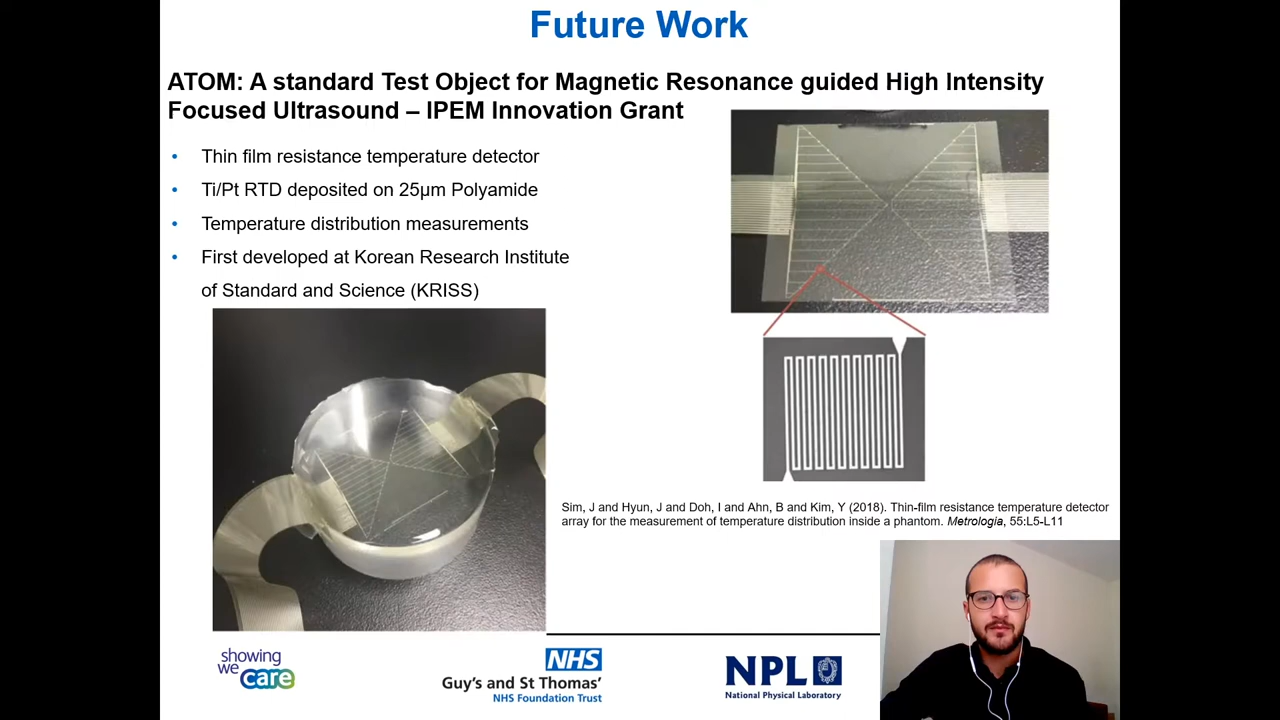 Future Work
ATOM: A standard Test Object for Magnetic Resonance guided High Intensity
Focused Ultrasound – IPEM Innovation Grant
• Thin film resistance temperature detector
• Ti/Pt RTD deposited on 25µm Polyamide
• Temperature distribution measurements
• First developed at Korean Research Institute
of Standard and Science (KRISS)
Sim, J and Hyun, J and Doh, I and Ahn, B and Kim, Y (2018). Thin-film resistance temperature detector
array for the measurement of temperature distribution inside a phantom. Metrologia, 55:L5-L11
showing
we
care
NHS
Guy's and St Thomas'
NHS Foundation Trust
NPL
National Physical Laboratory